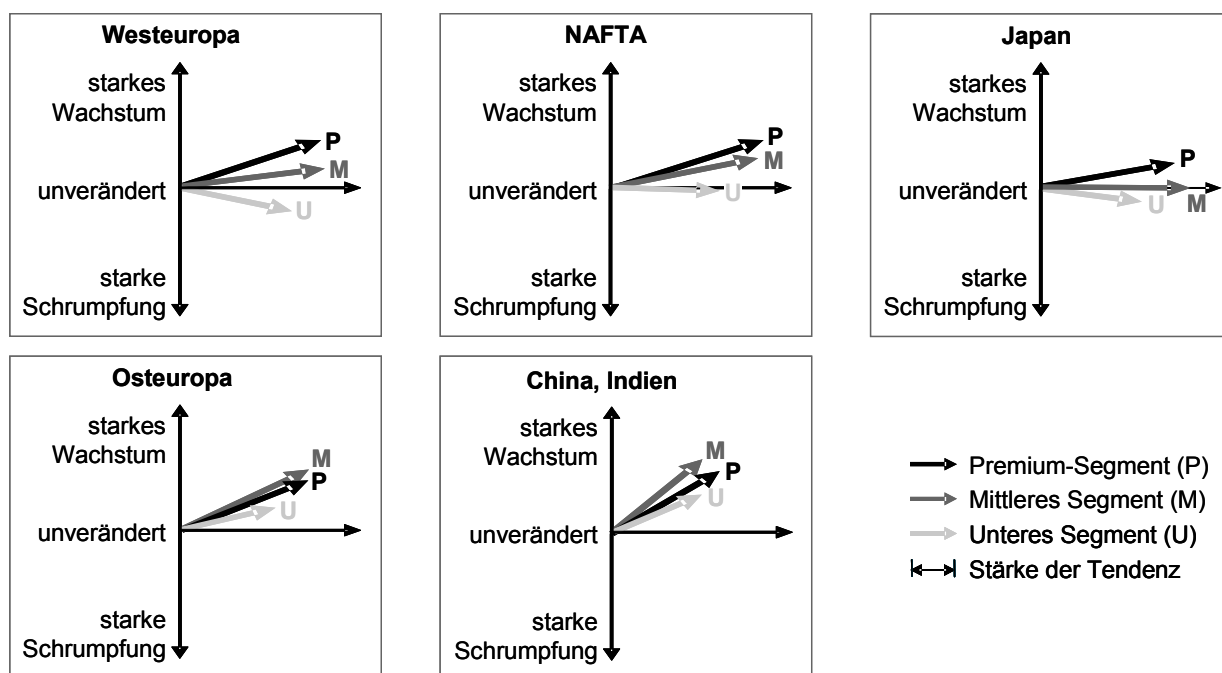 Westeuropa
starkes
Wachstum
P
M
unverändert
U
starke
Schrumpfung
NAFTA
starkes
Wachstum
P
M
unverändert
U
starke
Schrumpfung
Japan
starkes
Wachstum
P
unverändert
U
M
starke
Schrumpfung
Osteuropa
starkes
Wachstum
M
P
U
unverändert
starke
Schrumpfung
China, Indien
starkes
Wachstum
M
P
U
unverändert
starke
Schrumpfung
Premium-Segment (P)
Mittleres Segment (M)
Unteres Segment (U)
Stärke der Tendenz